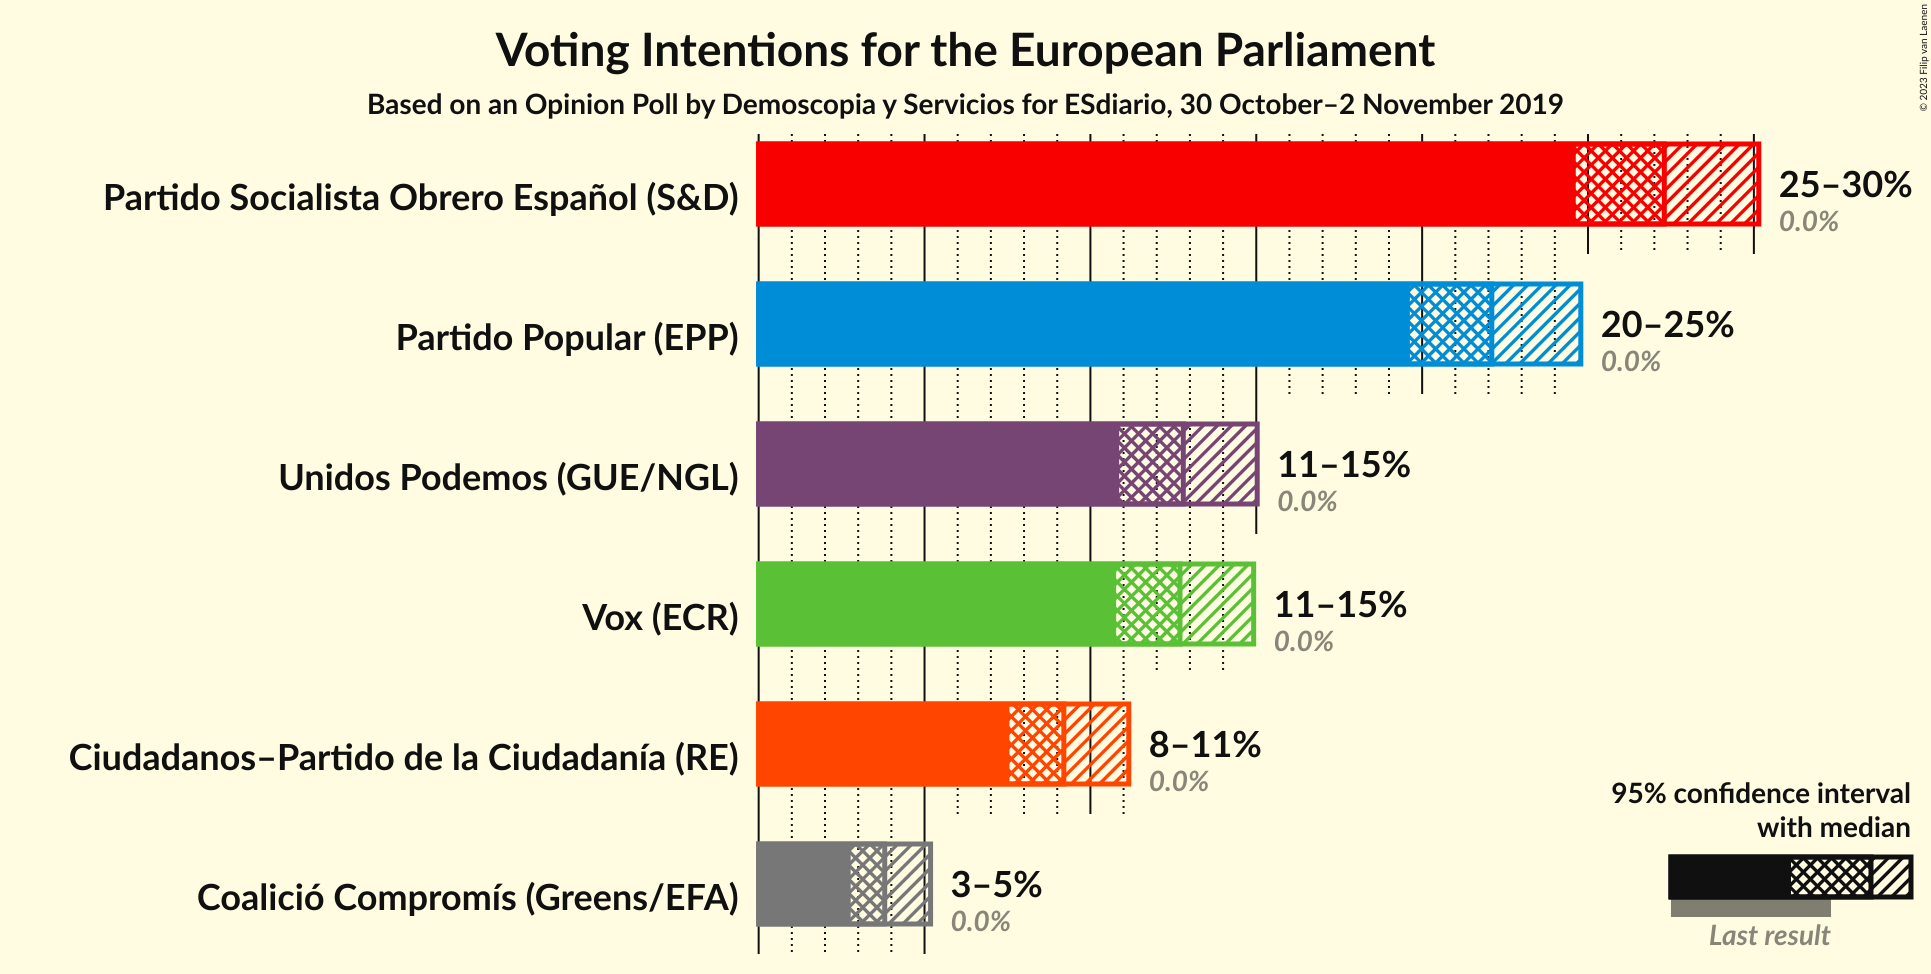 Voting Intentions for the European Parliament
Based on an Opinion Poll by Demoscopia y Servicios for ESdiario, 30 October–2 November 2019
© 2023 Filip van Laenen
Partido Socialista Obrero Español (S&D)
25–30%
0.0%
Partido Popular (EPP)
20–25%
0.0%
Unidos Podemos (GUE/NGL)
11–15%
0.0%
Vox (ECR)
11–15%
0.0%
Ciudadanos–Partido de la Ciudadanía (RE)
8–11%
0.0%
Coalició Compromís (Greens/EFA)
3–5%
0.0%
95% confidence interval
with median
Last result